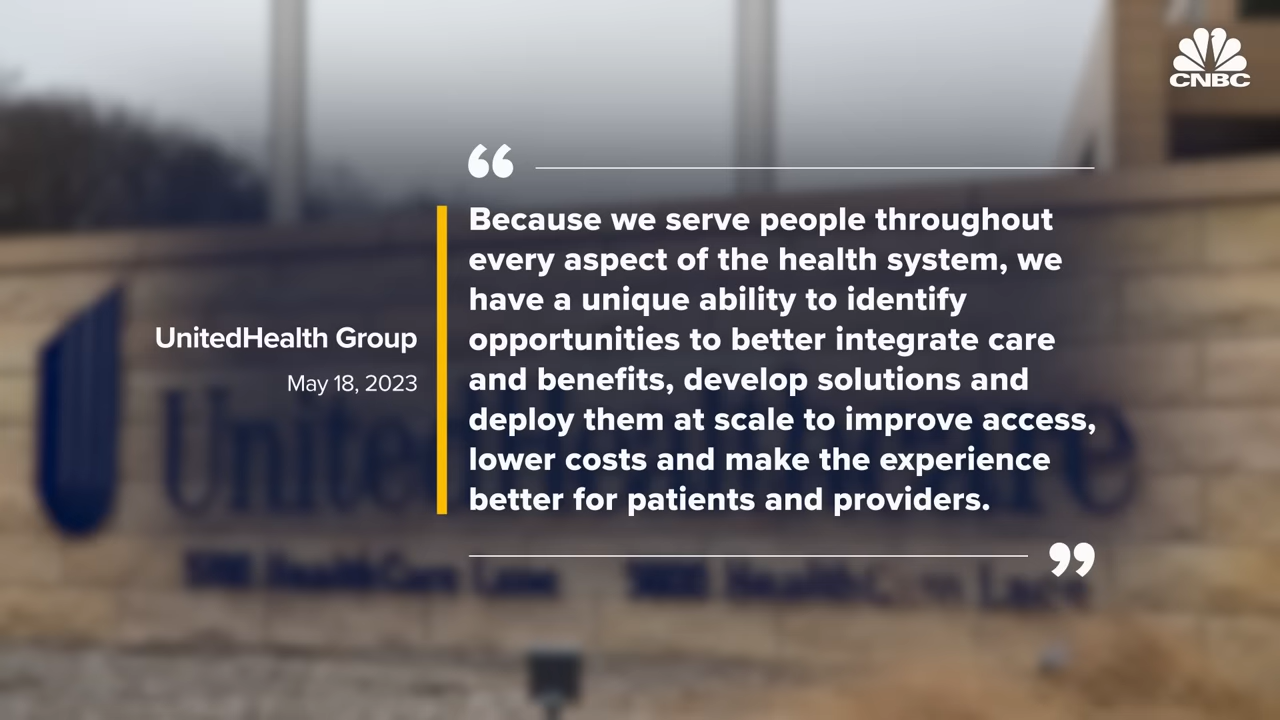 CNBC
“
Because we serve people throughout
every aspect of the health system, we
have a unique ability to identify
opportunities to better integrate care
and benefits, develop solutions and
deploy them at scale to improve access,
lower costs and make the experience
better for patients and providers.
”
UnitedHealth Group
May 18, 2023